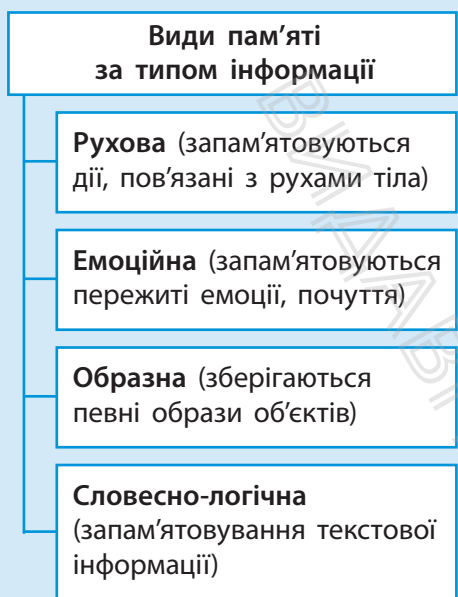 Види пам’яті
за типом інформації
Рухова (запам’ятовуються
дії, пов’язані з рухами тіла)
Емоційна (запам’ятовуються
пережиті емоції, почуття)
Образна (зберігаються
певні образи об’єктів)
Словесно-логічна
(запам’ятовування текстової
інформації)